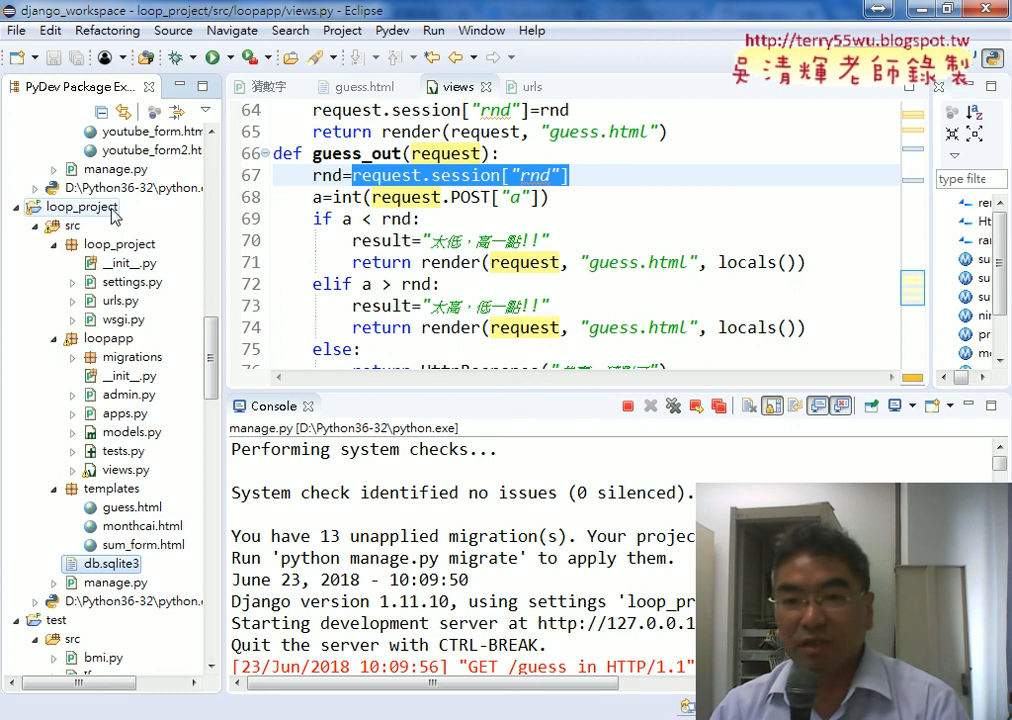 django_workspace - loop_project/src/loopapp/views.py - Eclipse
File Edit Refactoring Source Navigate Search Project Pydev Run Window Help
http://terry55wu.blogspot.tw
吳清輝老師錄製
PyDev Package Ex...
猜數字 guess.html views urls
youtube_form.htm
youtube_form2.ht
manage.py
D:\Python36-32\python.
loop_project
src
loop_project
__init__.py
settings.py
urls.py
wsgi.py
loopapp
migrations
__init__.py
admin.py
apps.py
models.py
tests.py
views.py
templates
guess.html
monthcai.html
sum_form.html
db.sqlite3
manage.py
D:\Python36-32\python.
test
src
bmi.py
64 request.session["rnd"]=rnd
65 return render(request, "guess.html")
66 def guess_out(request):
67 rnd=request.session["rnd"]
68 a=int(request.POST["a"])
69 if a < rnd:
70 result="太低，高一點!!"
71 return render(request, "guess.html", locals())
72 elif a > rnd:
73 result="太高，低一點!!"
74 return render(request, "guess.html", locals())
75 else:
type filte
Console
manage.py [D:\Python36-32\python.exe]
Performing system checks...
System check identified no issues (0 silenced).
You have 13 unapplied migration(s). Your projec
Run 'python manage.py migrate' to apply them.
June 23, 2018 - 10:09:50
Django version 1.11.10, using settings 'loop_pr
Starting development server at http://127.0.0.1
Quit the server with CTRL-BREAK.
[23/Jun/2018 10:09:56] "GET /guess in HTTP/1.1"